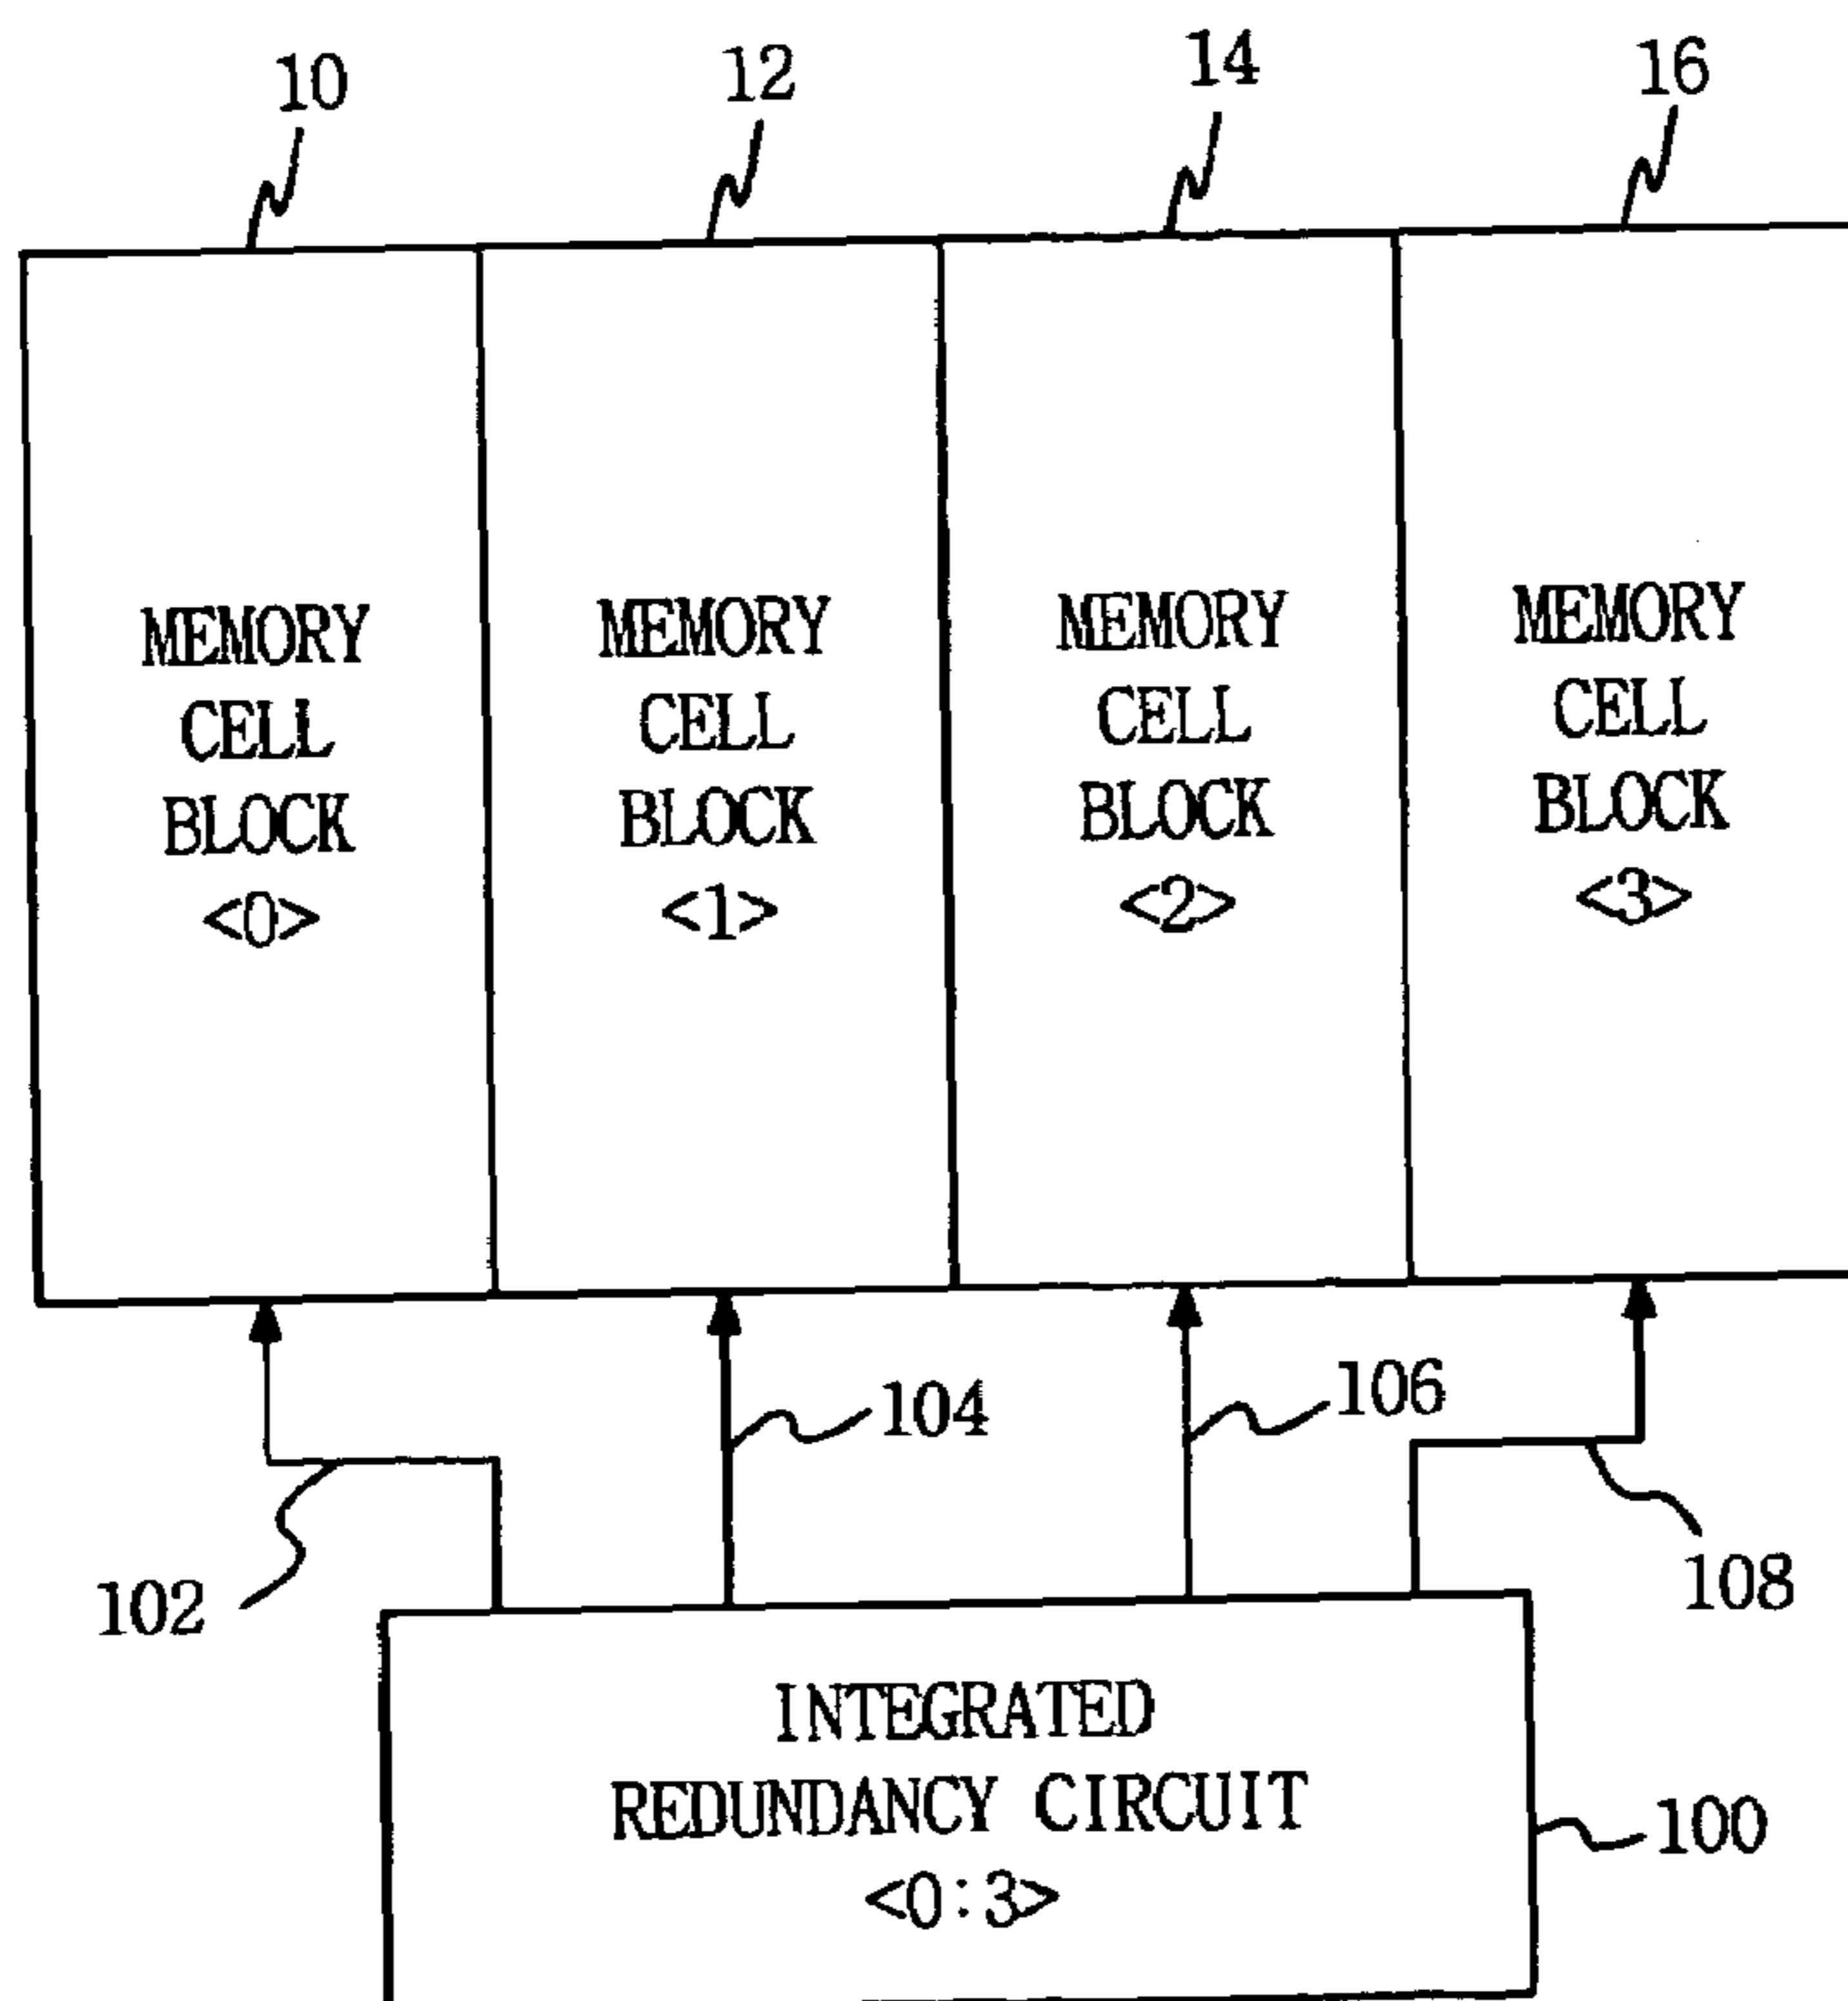 10
12
14
16
MEMORY
CELL
BLOCK
<0>
MEMORY
CELL
BLOCK
<1>
MEMORY
CELL
BLOCK
<2>
MEMORY
CELL
BLOCK
<3>
102
104
106
108
INTEGRATED
REDUNDANCY CIRCUIT
<0:3>
100